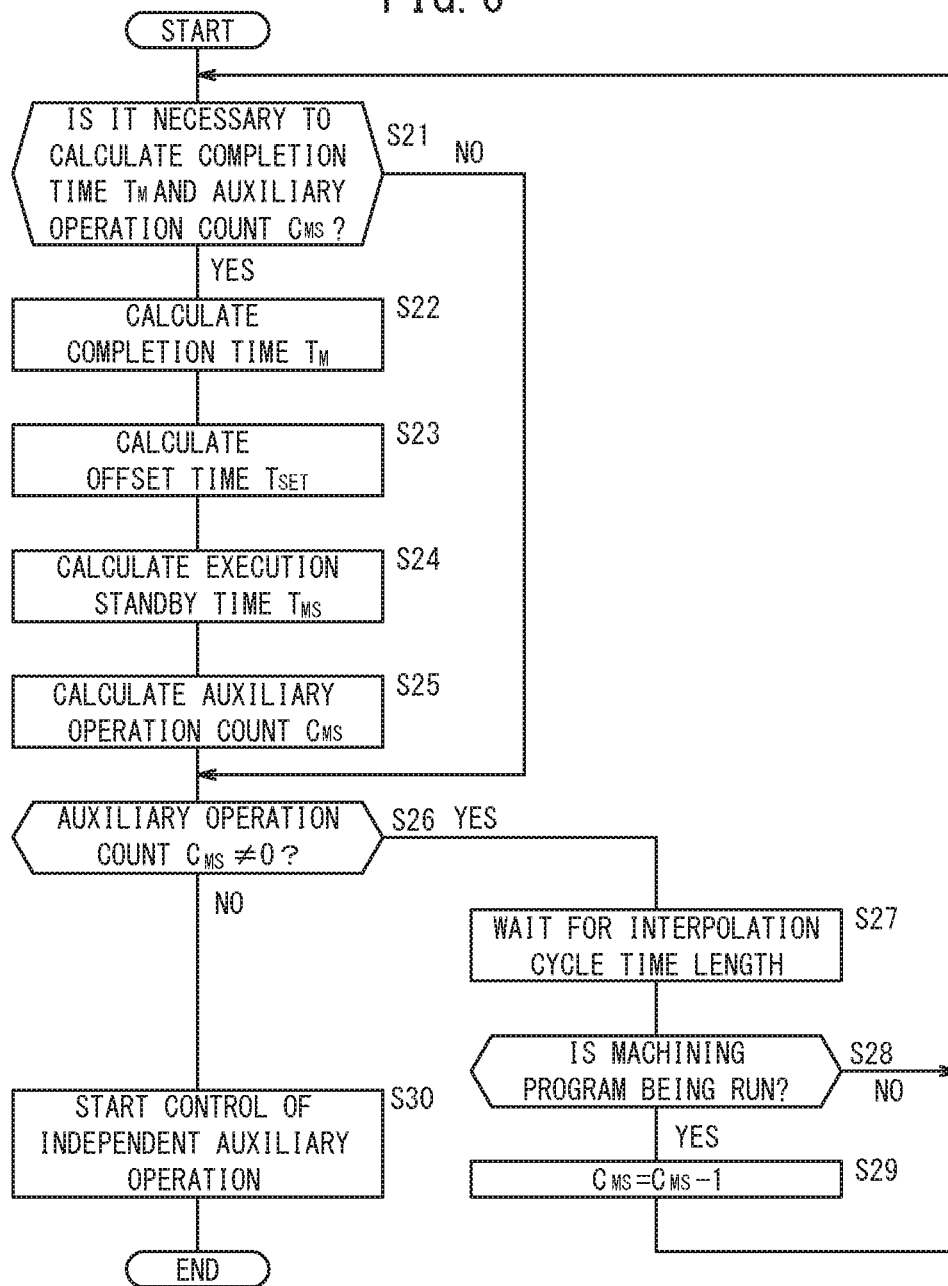 START
IS IT NECESSARY TO
CALCULATE COMPLETION
TIME TM AND AUXILIARY
OPERATION COUNT CMS?
S21
NO
YES
CALCULATE
COMPLETION TIME TM
S22
CALCULATE
OFFSET TIME TSET
S23
CALCULATE EXECUTION
STANDBY TIME TMS
S24
CALCULATE AUXILIARY
OPERATION COUNT CMS
S25
AUXILIARY OPERATION
COUNT CMS ≠0?
S26 YES
NO
WAIT FOR INTERPOLATION
CYCLE TIME LENGTH
S27
IS MACHINING
PROGRAM BEING RUN?
S28
NO
YES
CMS=CMS-1
S29
START CONTROL OF
INDEPENDENT AUXILIARY
OPERATION
S30
END